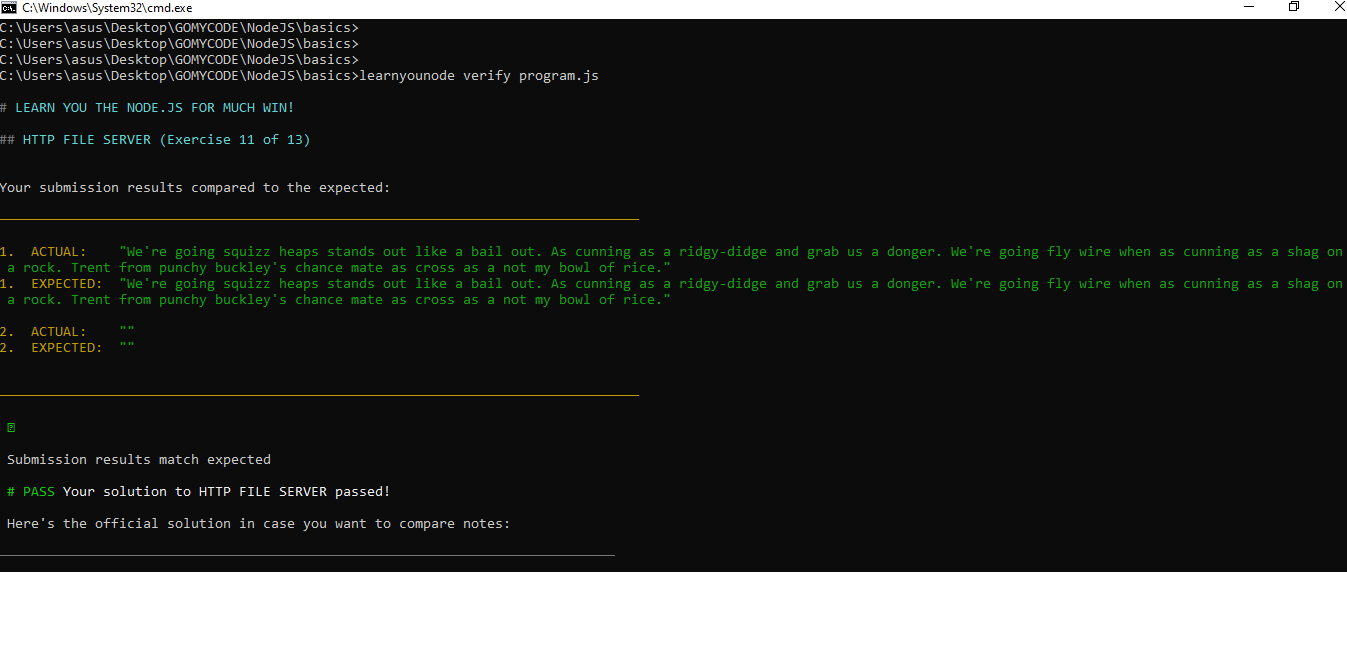 C:\Windows\System32\cmd.exe
C:\Users\asus\Desktop\GOMYCODE\NodeJS\basics>
C:\Users\asus\Desktop\GOMYCODE\NodeJS\basics>
C:\Users\asus\Desktop\GOMYCODE\NodeJS\basics>
C:\Users\asus\Desktop\GOMYCODE\NodeJS\basics>learnyounode verify program.js
# LEARN YOU THE NODE.JS FOR MUCH WIN!
## HTTP FILE SERVER (Exercise 11 of 13)
Your submission results compared to the expected:
1.  ACTUAL:    "We're going squizz heaps stands out like a bail out. As cunning as a ridgy-didge and grab us a donger. We're going fly wire when as cunning as a shag on
a rock. Trent from punchy buckley's chance mate as cross as a not my bowl of rice."
1.  EXPECTED:  "We're going squizz heaps stands out like a bail out. As cunning as a ridgy-didge and grab us a donger. We're going fly wire when as cunning as a shag on
a rock. Trent from punchy buckley's chance mate as cross as a not my bowl of rice."
2.  ACTUAL:    ""
2.  EXPECTED:  ""
Submission results match expected
# PASS Your solution to HTTP FILE SERVER passed!
Here's the official solution in case you want to compare notes: